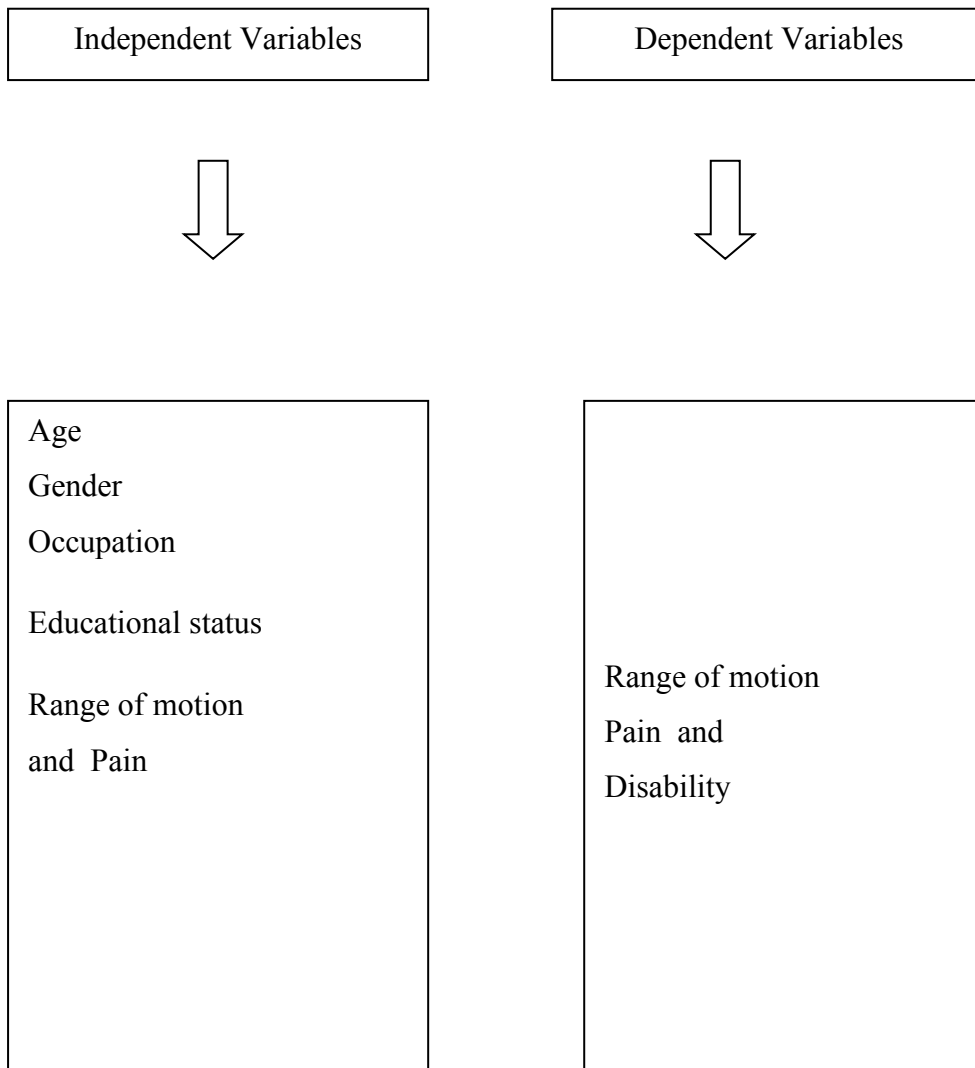 Independent Variables
Dependent Variables
Age
Gender
Occupation
Educational status
Range of motion
and Pain
Range of motion
Pain and
Disability